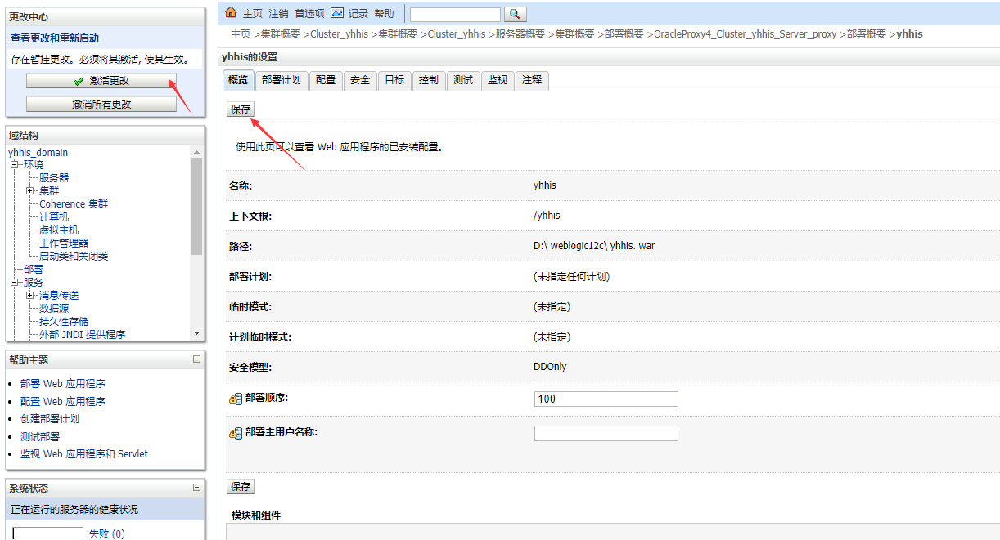 更改中心
查看更改和重新启动
存在暂挂更改。必须将其激活, 使其生效。
激活更改
撤消所有更改
域结构
yhhis_domain
环境
服务器
集群
Coherence 集群
计算机
虚拟主机
工作管理器
启动类和关闭类
部署
服务
消息传送
数据源
持久性存储
外部 JNDI 提供程序
帮助主题
部署 Web 应用程序
配置 Web 应用程序
创建部署计划
测试部署
监视 Web 应用程序和 Servlet
系统状态
正在运行的服务器的健康状况
失败 (0)
主页 注销 首选项 记录 帮助
主页 >集群概要 >Cluster_yhhis >集群概要 >Cluster_yhhis >服务器概要 >集群概要 >部署概要 >OracleProxy4_Cluster_yhhis_Server_proxy >部署概要 >yhhis
yhhis的设置
概览 部署计划 配置 安全 目标 控制 测试 监视 注释
保存
使用此页可以查看 Web 应用程序的已安装配置。
名称: yhhis
上下文根: /yhhis
路径: D:\ weblogic12c\ yhhis. war
部署计划: (未指定任何计划)
临时模式: (未指定)
计划临时模式: (未指定)
安全模型: DDOnly
部署顺序: 100
部署主用户名称:
保存
模块和组件